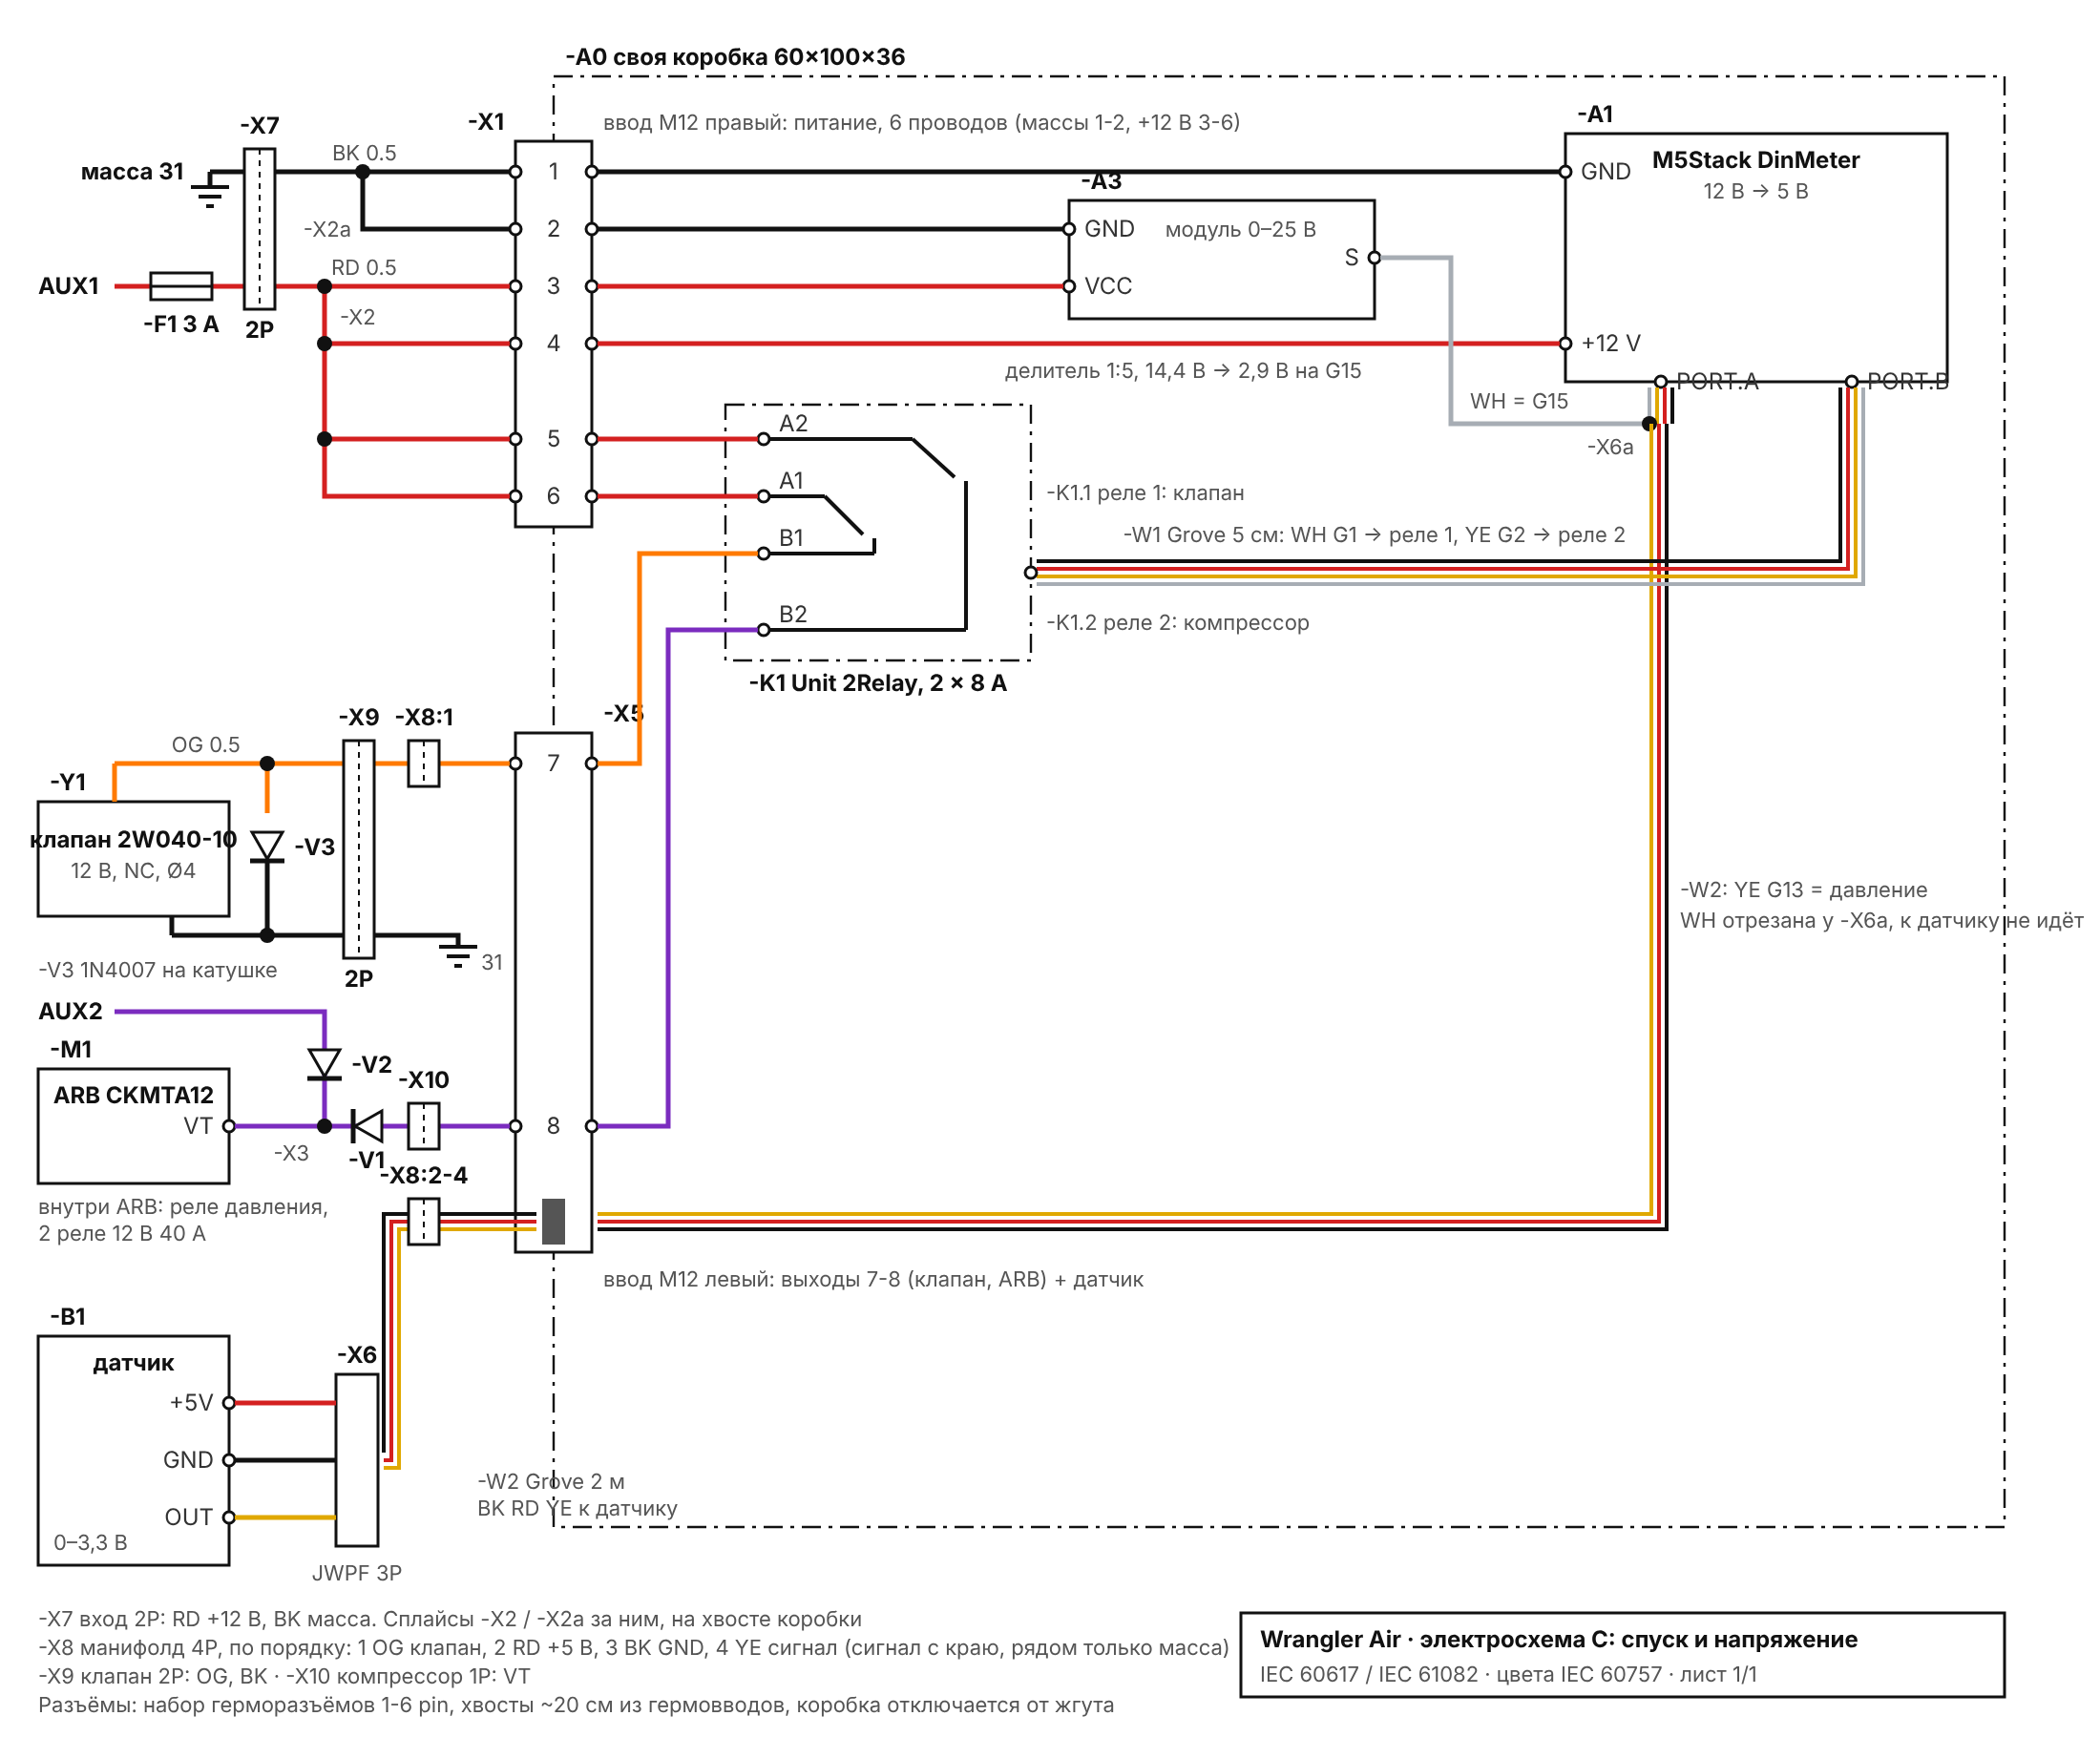 -A0 своя коробка 60×100×36
-X7
-X1
ввод M12 правый: питание, 6 проводов (массы 1-2, +12 В 3-6)
-A1
масса 31
BK 0.5
1
GND
M5Stack DinMeter
12 В → 5 В
-A3
-X2a
2
GND
модуль 0–25 В
S
AUX1
RD 0.5
3
VCC
-F1 3 A
2P
-X2
4
+12 V
делитель 1:5, 14,4 В → 2,9 В на G15
PORT.A
PORT.B
WH = G15
-X6a
A2
5
A1
6
-K1.1 реле 1: клапан
B1
-W1 Grove 5 см: WH G1 → реле 1, YE G2 → реле 2
B2
-K1.2 реле 2: компрессор
-K1 Unit 2Relay, 2 × 8 A
-X9
-X8:1
-X5
OG 0.5
7
-Y1
клапан 2W040-10
12 В, NC, Ø4
-V3
-W2: YE G13 = давление
WH отрезана у -X6a, к датчику не идёт
31
-V3 1N4007 на катушке
2P
AUX2
-M1
-V2
-X10
ARB CKMTA12
VT
8
-X3
-V1
-X8:2-4
внутри ARB: реле давления,
2 реле 12 В 40 А
ввод M12 левый: выходы 7-8 (клапан, ARB) + датчик
-B1
датчик
-X6
+5V
GND
-W2 Grove 2 м
BK RD YE к датчику
OUT
0–3,3 В
JWPF 3P
-X7 вход 2P: RD +12 В, BK масса. Сплайсы -X2 / -X2a за ним, на хвосте коробки
-X8 манифолд 4P, по порядку: 1 OG клапан, 2 RD +5 В, 3 BK GND, 4 YE сигнал (сигнал с краю, рядом только масса)
-X9 клапан 2P: OG, BK · -X10 компрессор 1P: VT
Разъёмы: набор герморазъёмов 1-6 pin, хвосты ~20 см из гермовводов, коробка отключается от жгута
Wrangler Air · электросхема C: спуск и напряжение
IEC 60617 / IEC 61082 · цвета IEC 60757 · лист 1/1